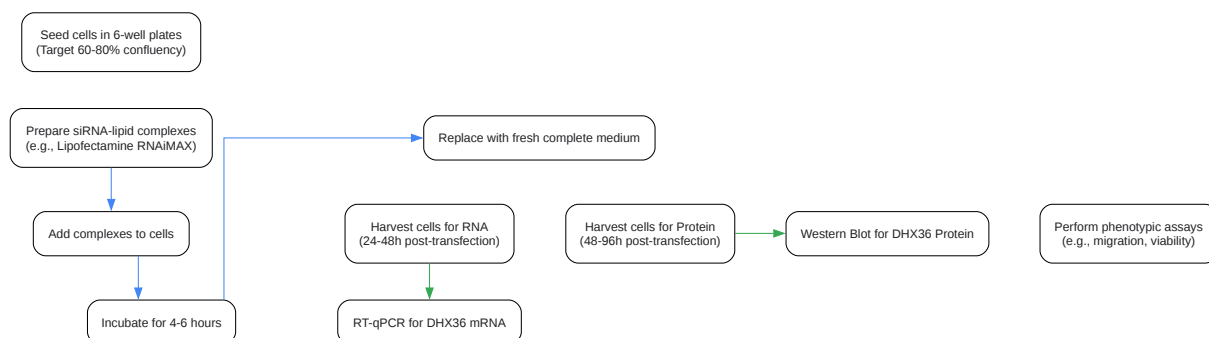 Seed cells in 6-well plates
(Target 60-80% confluency)
Prepare siRNA-lipid complexes
(e.g., Lipofectamine RNAiMAX)
Replace with fresh complete medium
Add complexes to cells
Harvest cells for RNA
(24-48h post-transfection)
Harvest cells for Protein
(48-96h post-transfection)
Western Blot for DHX36 Protein
Perform phenotypic assays
(e.g., migration, viability)
Incubate for 4-6 hours
RT-qPCR for DHX36 mRNA